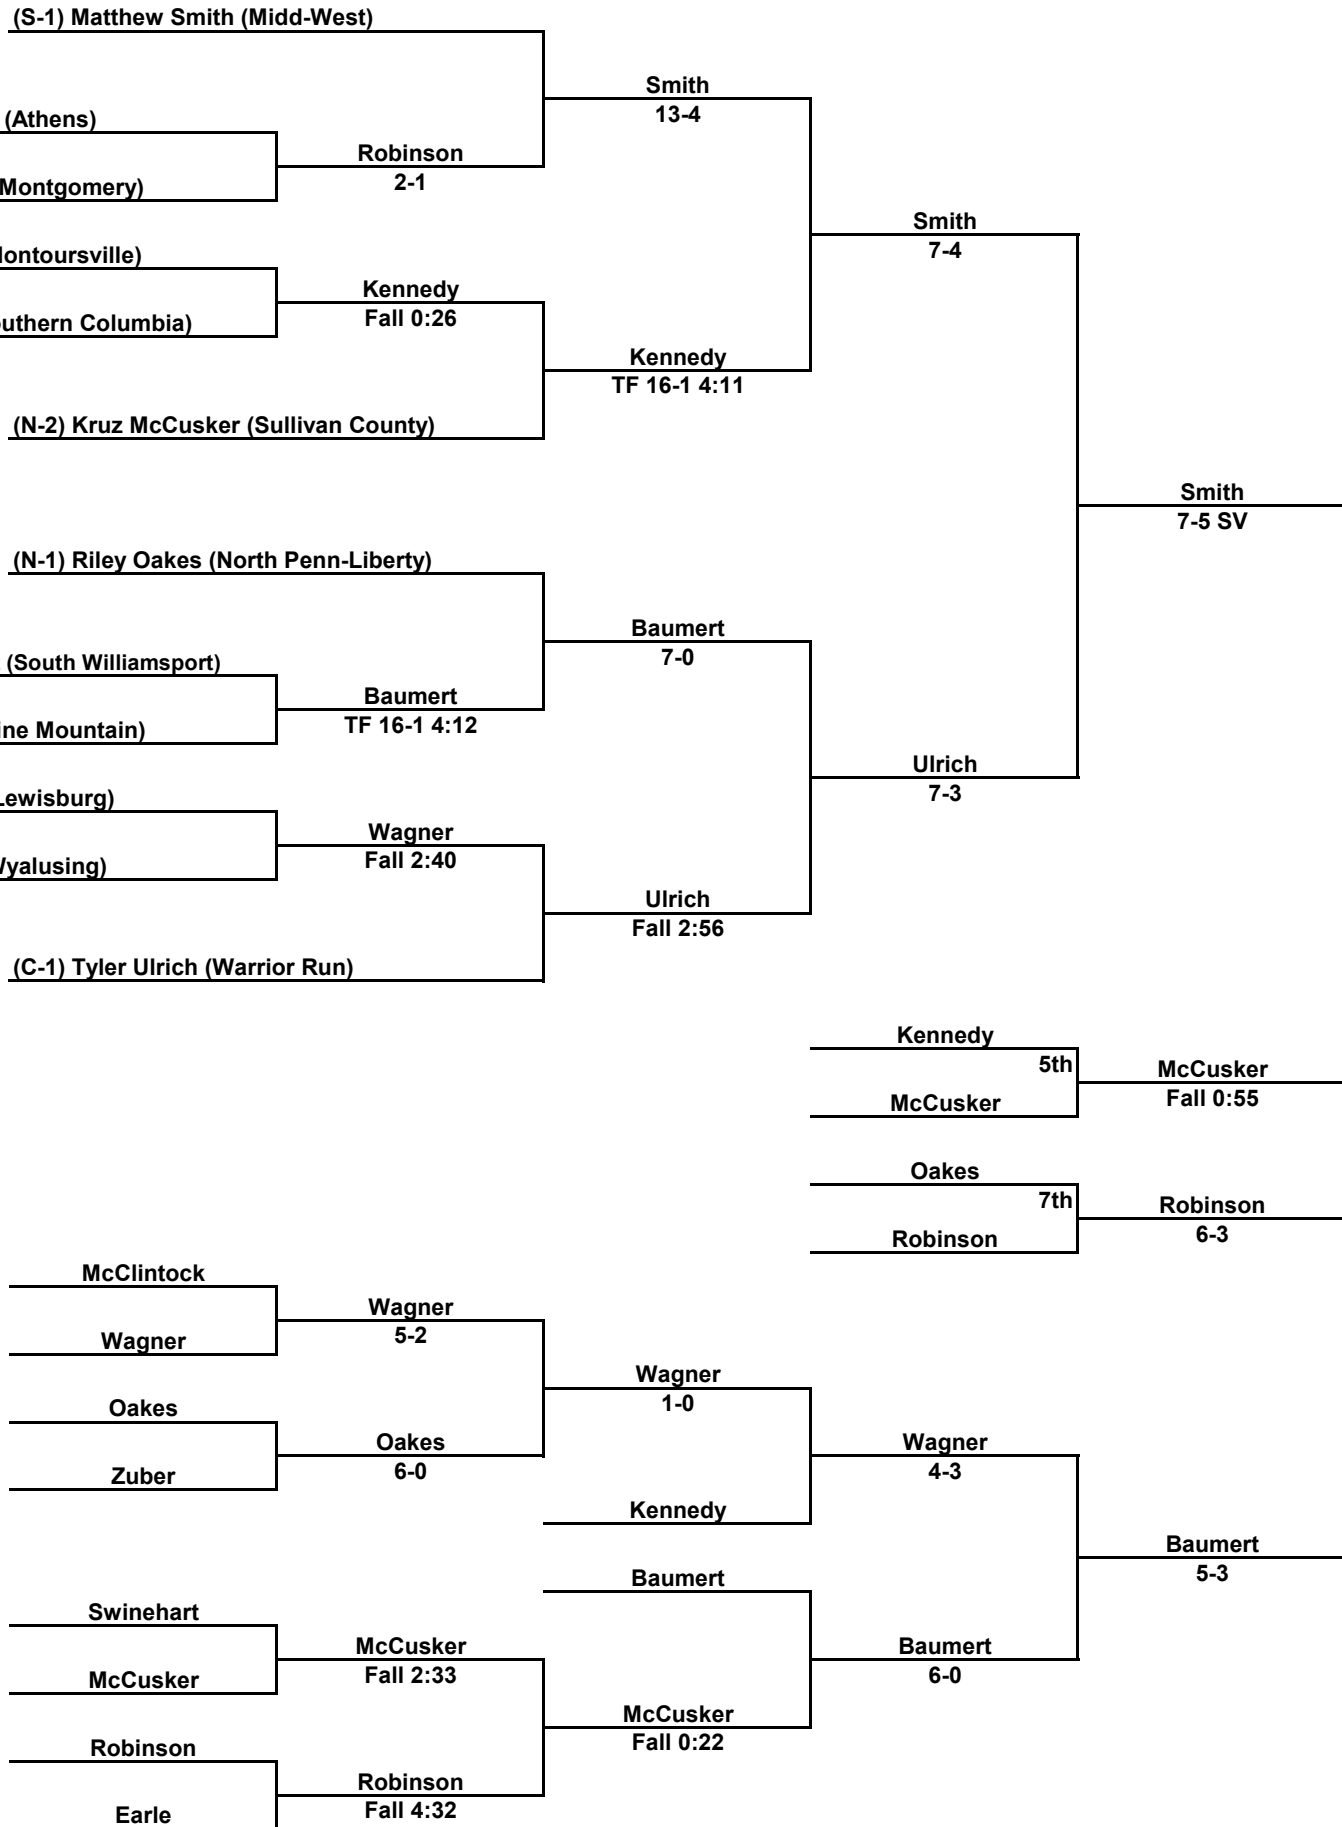 (S-1) Matthew Smith (Midd-West)
Smith
13-4
(Athens)
Robinson
2-1
Montgomery)
Smith
7-4
ontoursville)
Kennedy
Fall 0:26
uthern Columbia)
Kennedy
TF 16-1 4:11
(N-2) Kruz McCusker (Sullivan County)
Smith
7-5 SV
(N-1) Riley Oakes (North Penn-Liberty)
Baumert
7-0
(South Williamsport)
Baumert
TF 16-1 4:12
ine Mountain)
Ulrich
7-3
Lewisburg)
Wagner
Fall 2:40
yalusing)
Ulrich
Fall 2:56
(C-1) Tyler Ulrich (Warrior Run)
Kennedy
5th
McCusker
McCusker
Fall 0:55
Oakes
7th
Robinson
Robinson
6-3
McClintock
Wagner
5-2
Wagner
Wagner
1-0
Oakes
Oakes
6-0
Zuber
Wagner
4-3
Kennedy
Baumert
5-3
Baumert
Swinehart
McCusker
Fall 2:33
McCusker
Baumert
6-0
McCusker
Fall 0:22
Robinson
Robinson
Fall 4:32
Earle